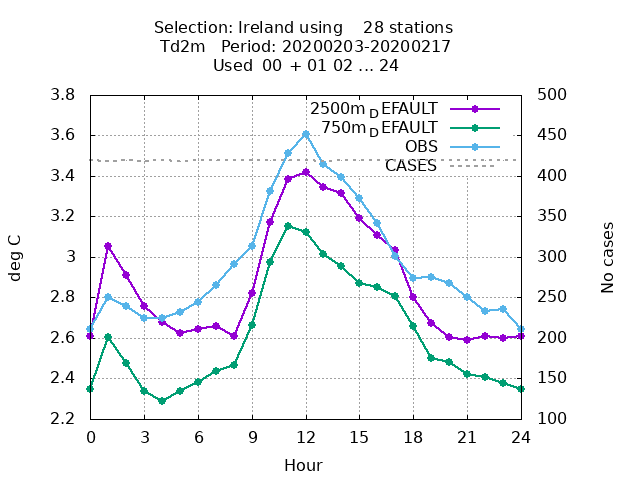 Selection: Ireland using 28 stations
Td2m Period: 20200203-20200217
Used 00 + 01 02 ... 24
3.8
3.6
3.4
3.2
3
2.8
2.6
2.4
2.2
500
450
400
350
300
250
200
150
100
2500m_DEFAULT
750m_DEFAULT
OBS
CASES
deg C
No cases
0 3 6 9 12 15 18 21 24
Hour